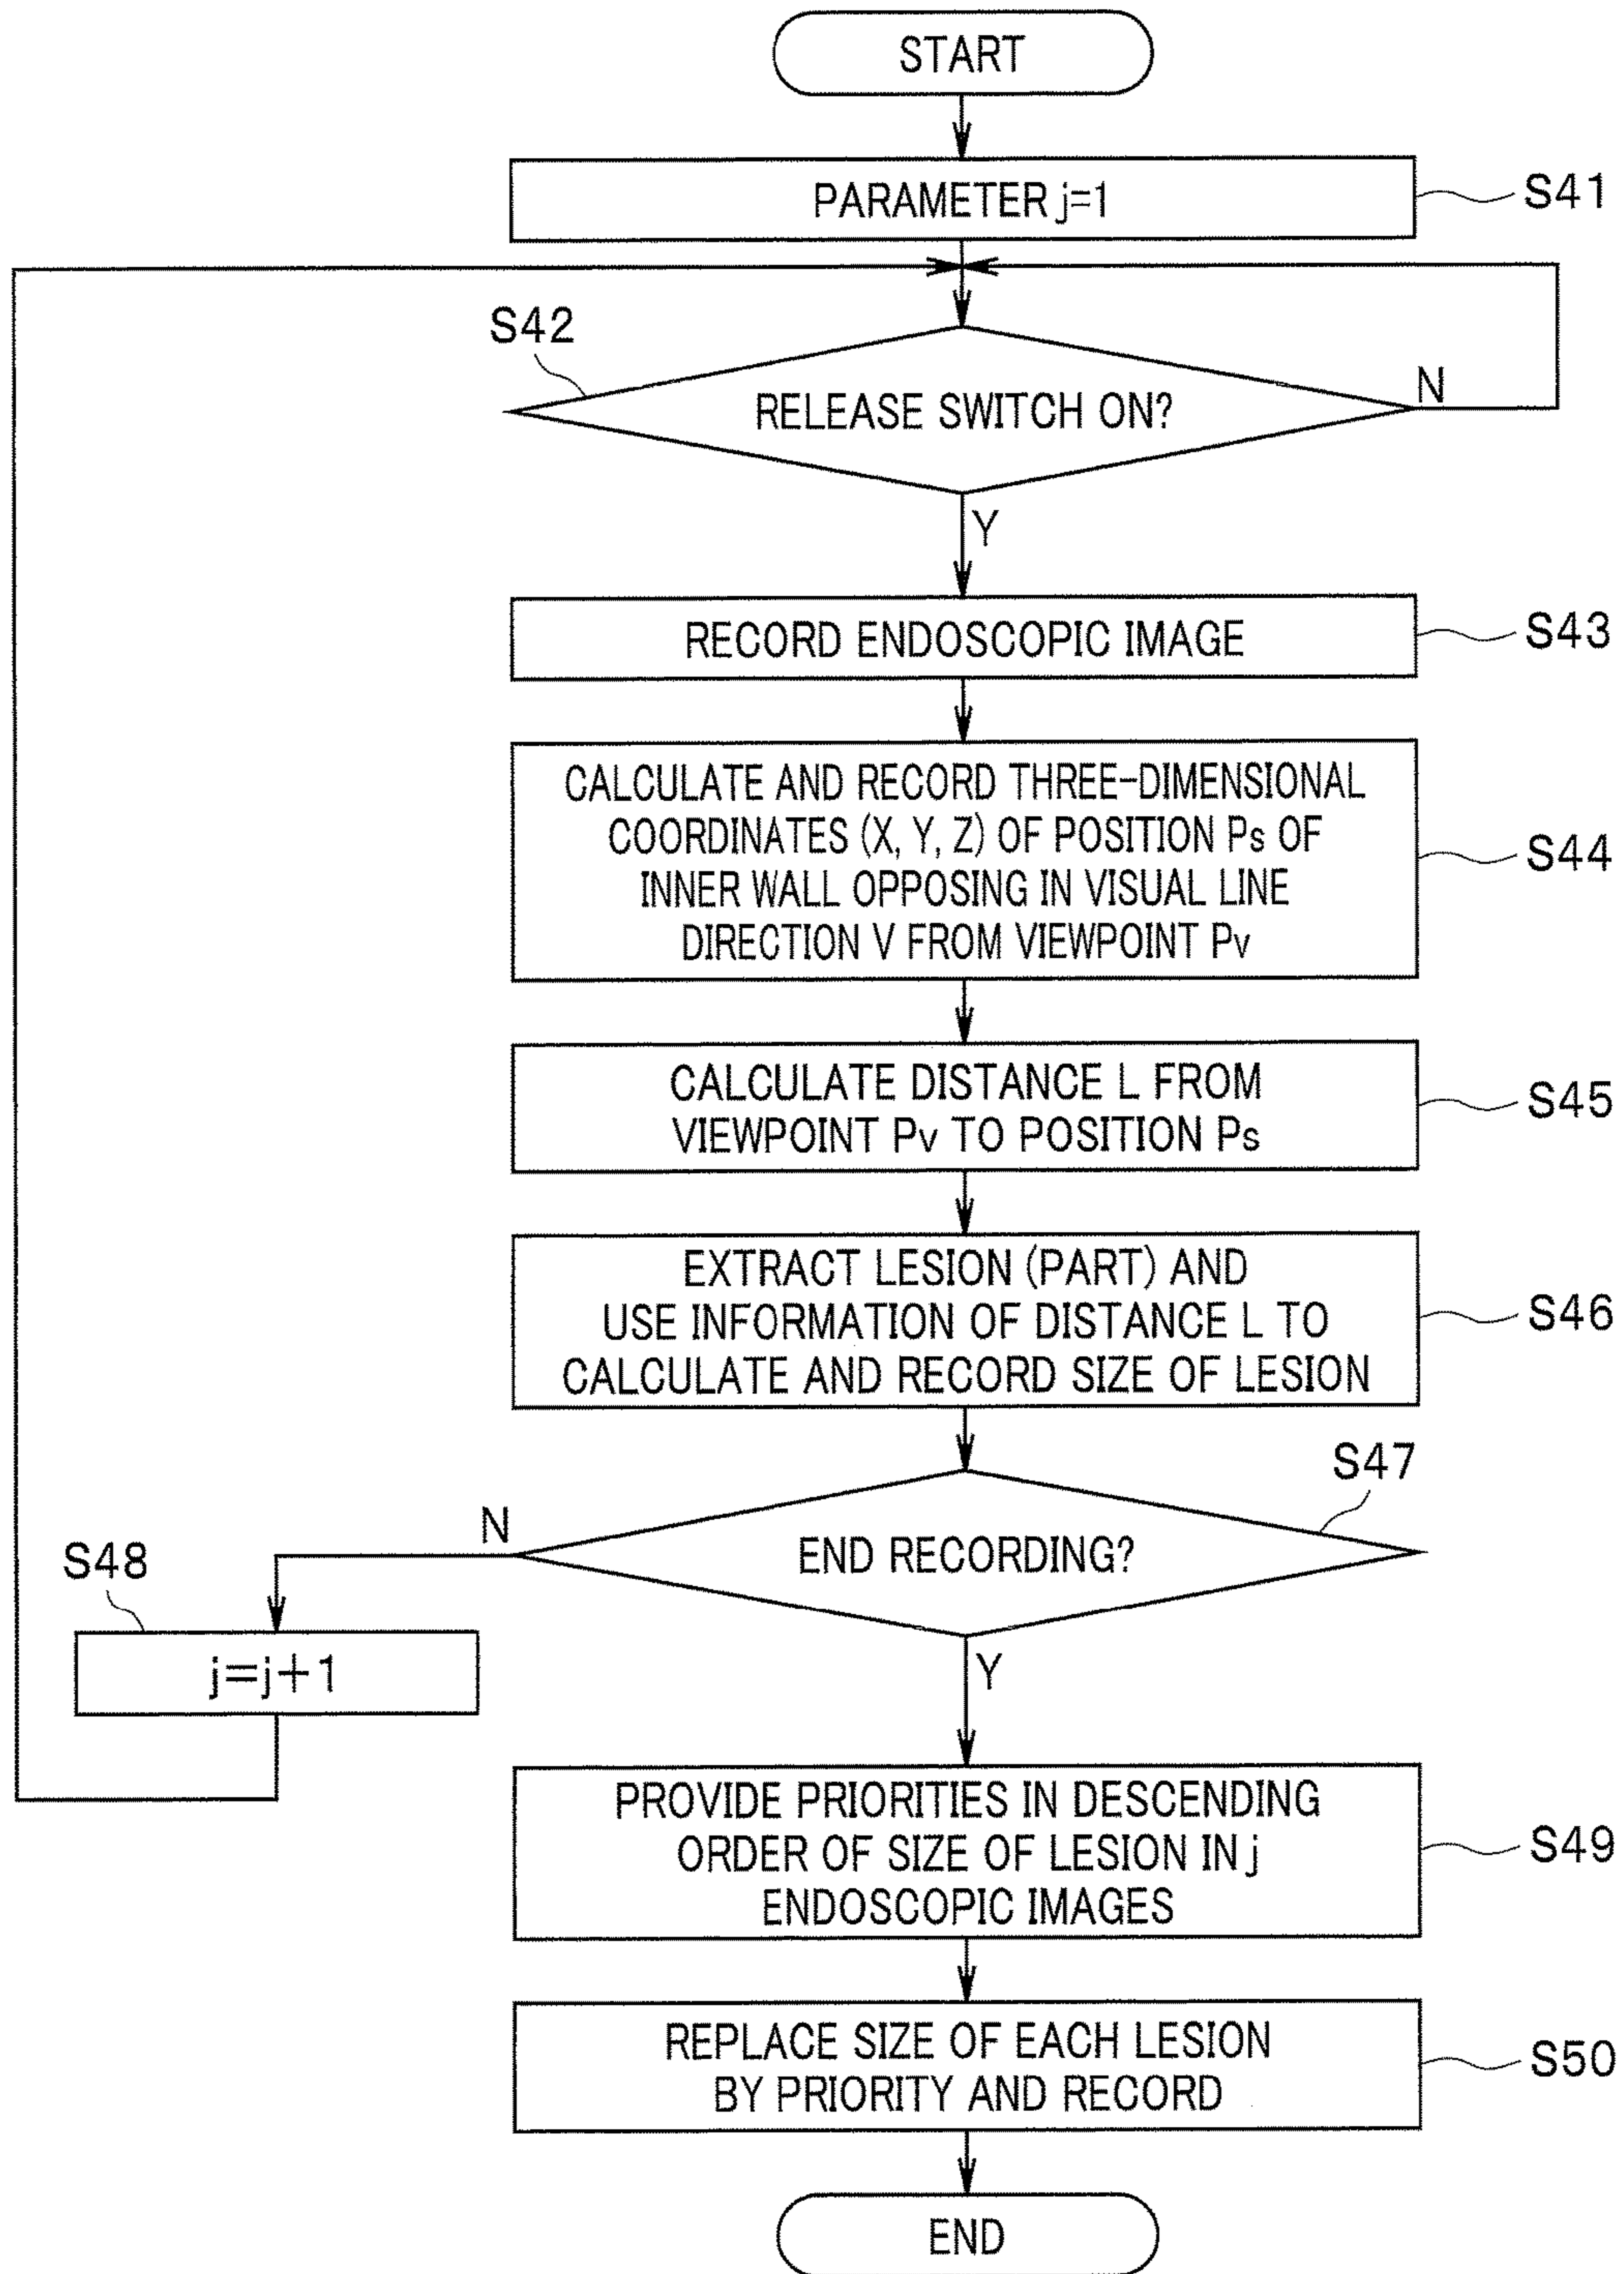 START
PARAMETER j=1
S41
S42
RELEASE SWITCH ON?
N
Y
RECORD ENDOSCOPIC IMAGE
S43
CALCULATE AND RECORD THREE-DIMENSIONAL
COORDINATES (X, Y, Z) OF POSITION Ps OF
INNER WALL OPPOSING IN VISUAL LINE
DIRECTION V FROM VIEWPOINT Pv
S44
CALCULATE DISTANCE L FROM
VIEWPOINT Pv TO POSITION Ps
S45
EXTRACT LESION (PART) AND
USE INFORMATION OF DISTANCE L TO
CALCULATE AND RECORD SIZE OF LESION
S46
S47
END RECORDING?
N
S48
j=j+1
Y
PROVIDE PRIORITIES IN DESCENDING
ORDER OF SIZE OF LESION IN j
ENDOSCOPIC IMAGES
S49
REPLACE SIZE OF EACH LESION
BY PRIORITY AND RECORD
S50
END